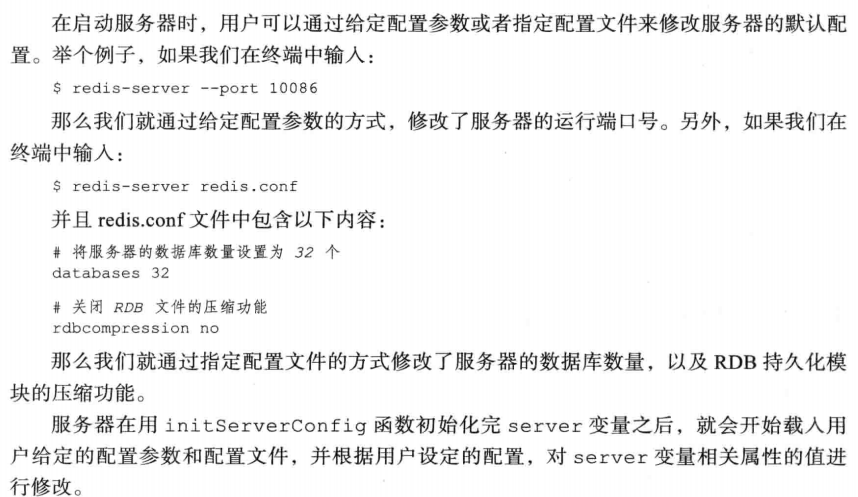 在启动服务器时，用户可以通过给定配置参数或者指定配置文件来修改服务器的默认配
置。举个例子，如果我们在终端中输入：
$ redis-server --port 10086
那么我们就通过给定配置参数的方式，修改了服务器的运行端口号。另外，如果我们在
终端中输入：
$ redis-server redis.conf
并且 redis.conf 文件中包含以下内容：
# 将服务器的数据库数量设置为 32 个
databases 32
# 关闭 RDB 文件的压缩功能
rdbcompression no
那么我们就通过指定配置文件的方式修改了服务器的数据库数量，以及 RDB 持久化模
块的压缩功能。
服务器在用 initServerConfig 函数初始化完 server 变量之后，就会开始载入用
户给定的配置参数和配置文件，并根据用户设定的配置，对 server 变量相关属性的值进
行修改。